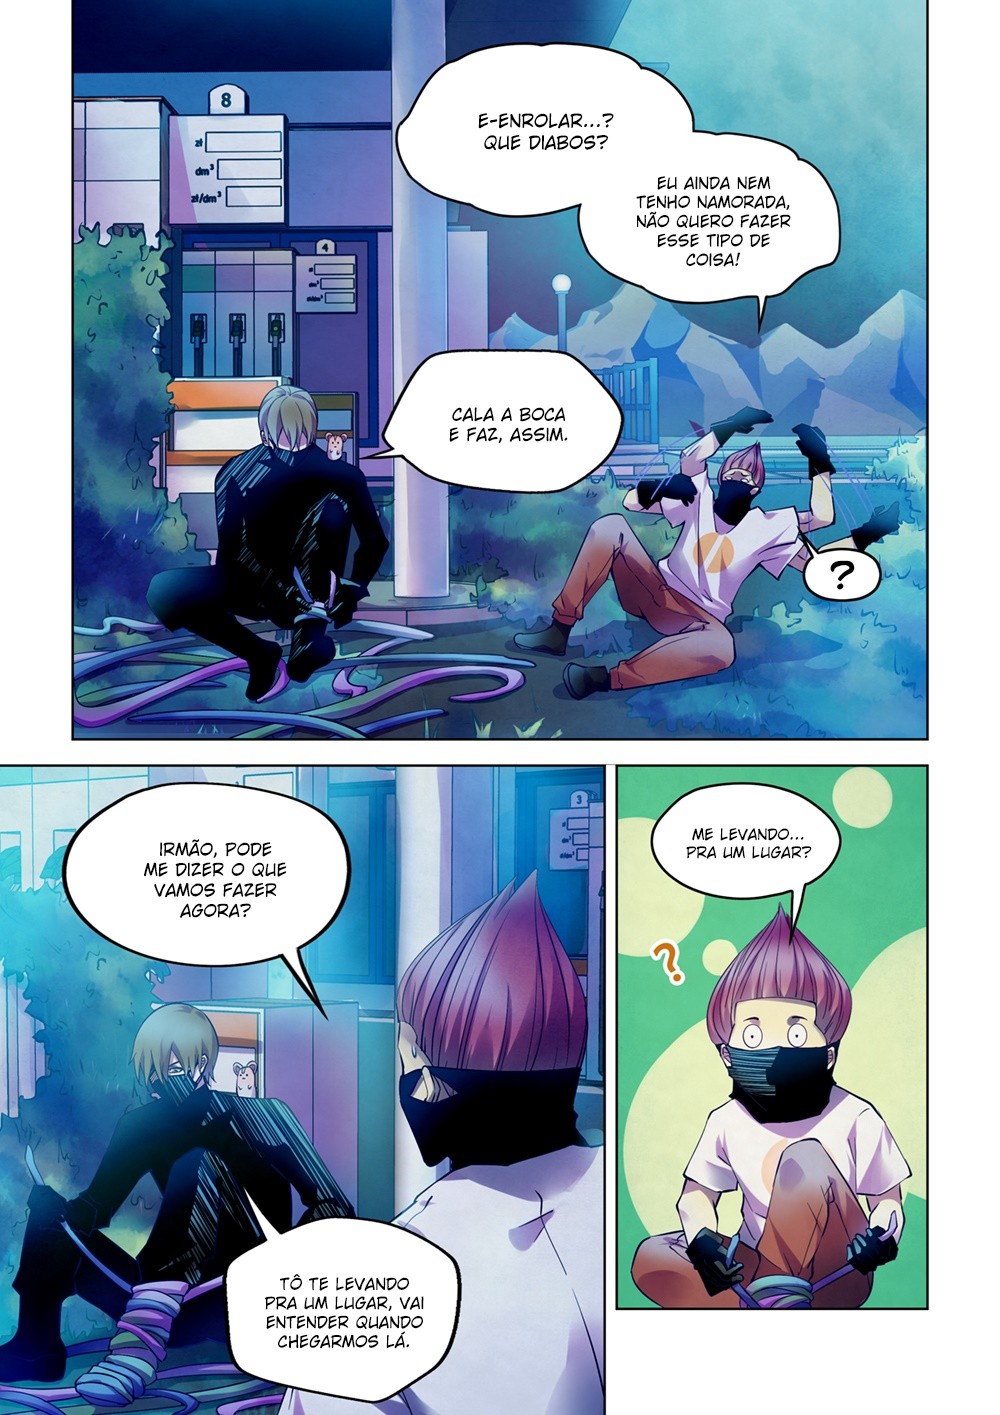 8
zł
dm³
zł/dm³
4
E-ENROLAR...?
QUE DIABOS?
EU AINDA NEM
TENHO NAMORADA,
NÃO QUERO FAZER
ESSE TIPO DE
COISA!
CALA A BOCA
E FAZ, ASSIM.
?
IRMÃO, PODE
ME DIZER O QUE
VAMOS FAZER
AGORA?
3
TÔ TE LEVANDO
PRA UM LUGAR, VAI
ENTENDER QUANDO
CHEGARMOS LÁ.
ME LEVANDO...
PRA UM LUGAR?
?